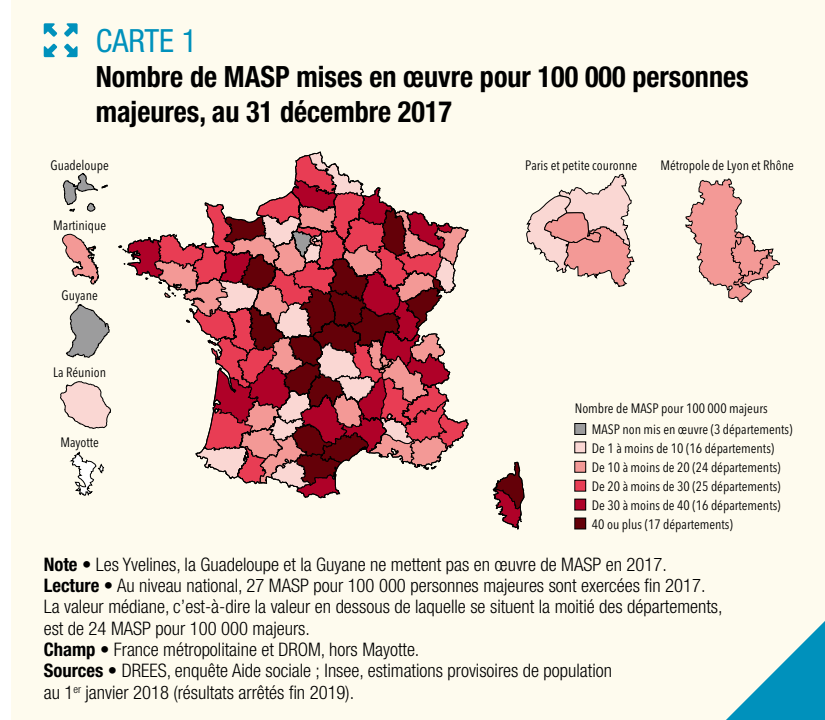 CARTE 1
Nombre de MASP mises en œuvre pour 100 000 personnes
majeures, au 31 décembre 2017
Guadeloupe
Martinique
Guyane
La Réunion
Mayotte
Paris et petite couronne
Métropole de Lyon et Rhône
Nombre de MASP pour 100 000 majeurs
MASP non mis en œuvre (3 départements)
De 1 à moins de 10 (16 départements)
De 10 à moins de 20 (24 départements)
De 20 à moins de 30 (25 départements)
De 30 à moins de 40 (16 départements)
40 ou plus (17 départements)
Note • Les Yvelines, la Guadeloupe et la Guyane ne mettent pas en œuvre de MASP en 2017.
Lecture • Au niveau national, 27 MASP pour 100 000 personnes majeures sont exercées fin 2017.
La valeur médiane, c’est-à-dire la valeur en dessous de laquelle se situent la moitié des départements,
est de 24 MASP pour 100 000 majeurs.
Champ • France métropolitaine et DROM, hors Mayotte.
Sources • DREES, enquête Aide sociale ; Insee, estimations provisoires de population
au 1er janvier 2018 (résultats arrêtés fin 2019).